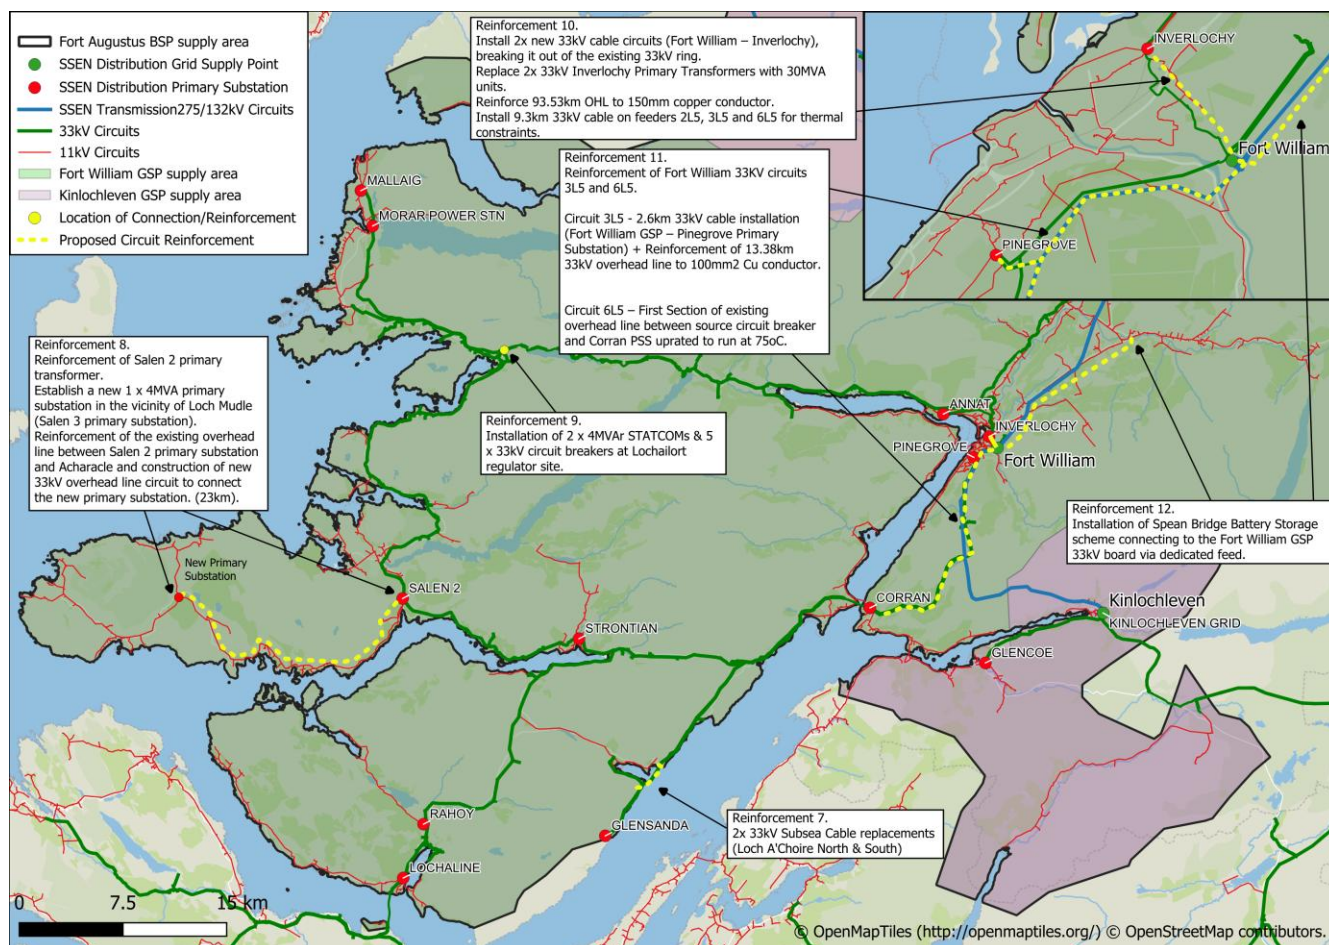 Fort Augustus BSP supply area
SSEN Distribution Grid Supply Point
SSEN Distribution Primary Substation
SSEN Transmission275/132kV Circuits
33kV Circuits
11kV Circuits
Fort William GSP supply area
Kinlochleven GSP supply area
Location of Connection/Reinforcement
Proposed Circuit Reinforcement
Reinforcement 10.
Install 2x new 33kV cable circuits (Fort William – Inverlochy),
breaking it out of the existing 33kV ring.
Replace 2x 33kV Inverlochy Primary Transformers with 30MVA
units.
Reinforce 93.53km OHL to 150mm copper conductor.
Install 9.3km 33kV cable on feeders 2L5, 3L5 and 6L5 for thermal
constraints.
INVERLOCHY
Fort William
PINEGROVE
Reinforcement 11.
Reinforcement of Fort William 33KV circuits
3L5 and 6L5.
Circuit 3L5 - 2.6km 33kV cable installation
(Fort William GSP – Pinegrove Primary
Substation) + Reinforcement of 13.38km
33kV overhead line to 100mm2 Cu conductor.
Circuit 6L5 – First Section of existing
overhead line between source circuit breaker
and Corran PSS uprated to run at 75oC.
MALLAIG
MORAR POWER STN
Reinforcement 8.
Reinforcement of Salen 2 primary
transformer.
Establish a new 1 x 4MVA primary
substation in the vicinity of Loch Mudle
(Salen 3 primary substation).
Reinforcement of the existing overhead
line between Salen 2 primary substation
and Acharacle and construction of new
33kV overhead line circuit to connect
the new primary substation. (23km).
Reinforcement 9.
Installation of 2 x 4MVAr STATCOMs & 5
x 33kV circuit breakers at Lochailort
regulator site.
ANNAT
INVERLOCHY
PINEGROVE
Fort William
Reinforcement 12.
Installation of Spean Bridge Battery Storage
scheme connecting to the Fort William GSP
33kV board via dedicated feed.
New Primary
Substation
SALEN 2
STRONTIAN
CORRAN
Kinlochleven
KINLOCHLEVEN GRID
GLENCOE
RAHOY
LOCHALINE
GLENSANDA
Reinforcement 7.
2x 33kV Subsea Cable replacements
(Loch A'Choire North & South)
0 7.5 15 km
© OpenMapTiles (http://openmaptiles.org/) © OpenStreetMap contributors.